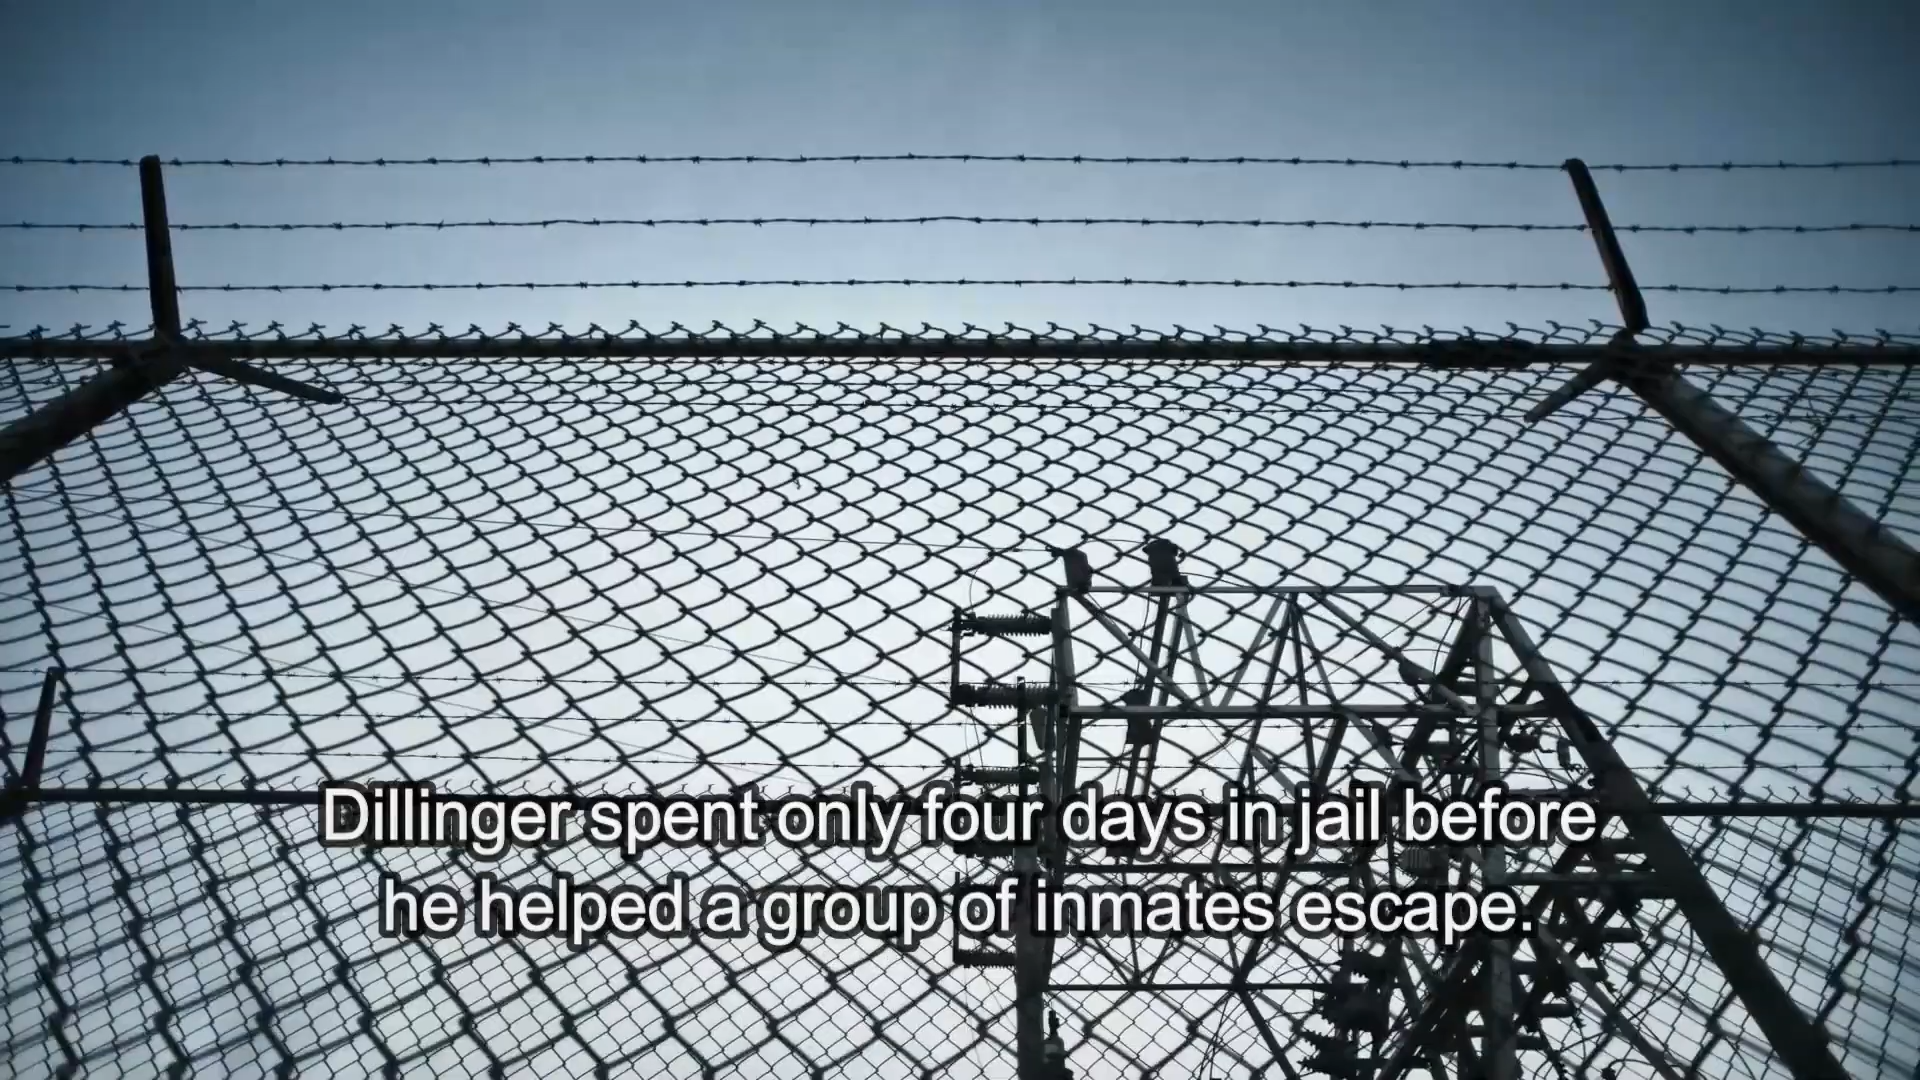 Dillinger spent only four days in jail before
he helped a group of inmates escape.